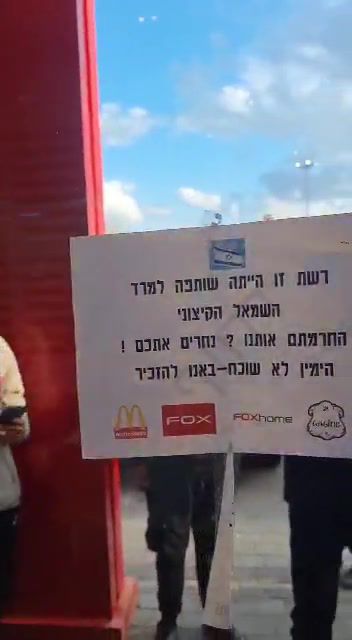 רשת זו הייתה שותפה למרד
השמאל הקיצוני
החרמתם אותנו ? נחרים אתכם !
הימין לא שוכח-באנו להזכיר
FOX FOXhome